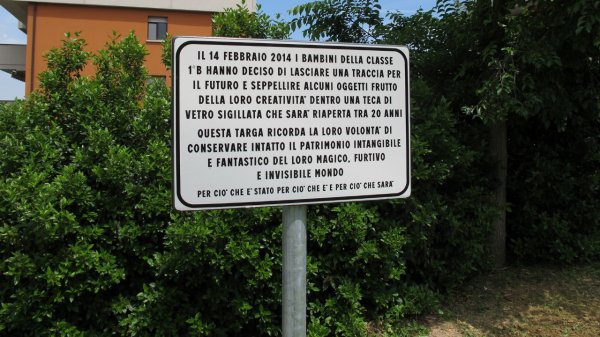 IL 14 FEBBRAIO 2014 I BAMBINI DELLA CLASSE
1°B HANNO DECISO DI LASCIARE UNA TRACCIA PER
IL FUTURO E SEPPELLIRE ALCUNI OGGETTI FRUTTO
DELLA LORO CREATIVITA' DENTRO UNA TECA DI
VETRO SIGILLATA CHE SARA' RIAPERTA TRA 20 ANNI
QUESTA TARGA RICORDA LA LORO VOLONTA' DI
CONSERVARE INTATTO IL PATRIMONIO INTANGIBILE
E FANTASTICO DEL LORO MAGICO, FURTIVO
E INVISIBILE MONDO
PER CIO' CHE E' STATO PER CIO' CHE E' E PER CIO' CHE SARA'